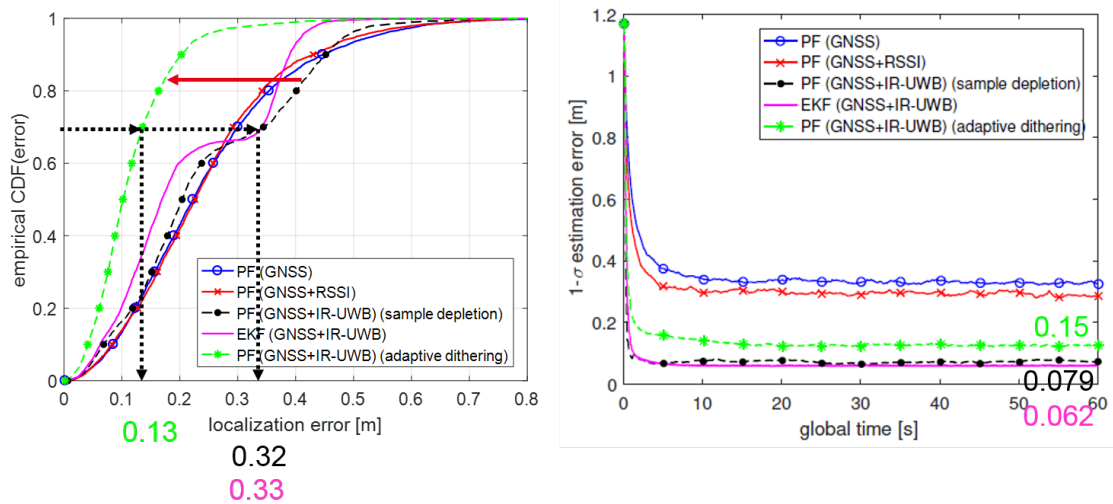 1
0.8
0.6
0.4
0.2
0
empirical CDF(error)
PF (GNSS)
PF (GNSS+RSSI)
PF (GNSS+IR-UWB) (sample depletion)
EKF (GNSS+IR-UWB)
PF (GNSS+IR-UWB) (adaptive dithering)
0 0.1 0.2 0.3 0.4 0.5 0.6 0.7 0.8
localization error [m]
0.13
0.32
0.33
1.2
1
0.8
0.6
0.4
0.2
0
1-σ estimation error [m]
PF (GNSS)
PF (GNSS+RSSI)
PF (GNSS+IR-UWB) (sample depletion)
EKF (GNSS+IR-UWB)
PF (GNSS+IR-UWB) (adaptive dithering)
0.15
0.079
0 10 20 30 40 50 60
0.062
global time [s]